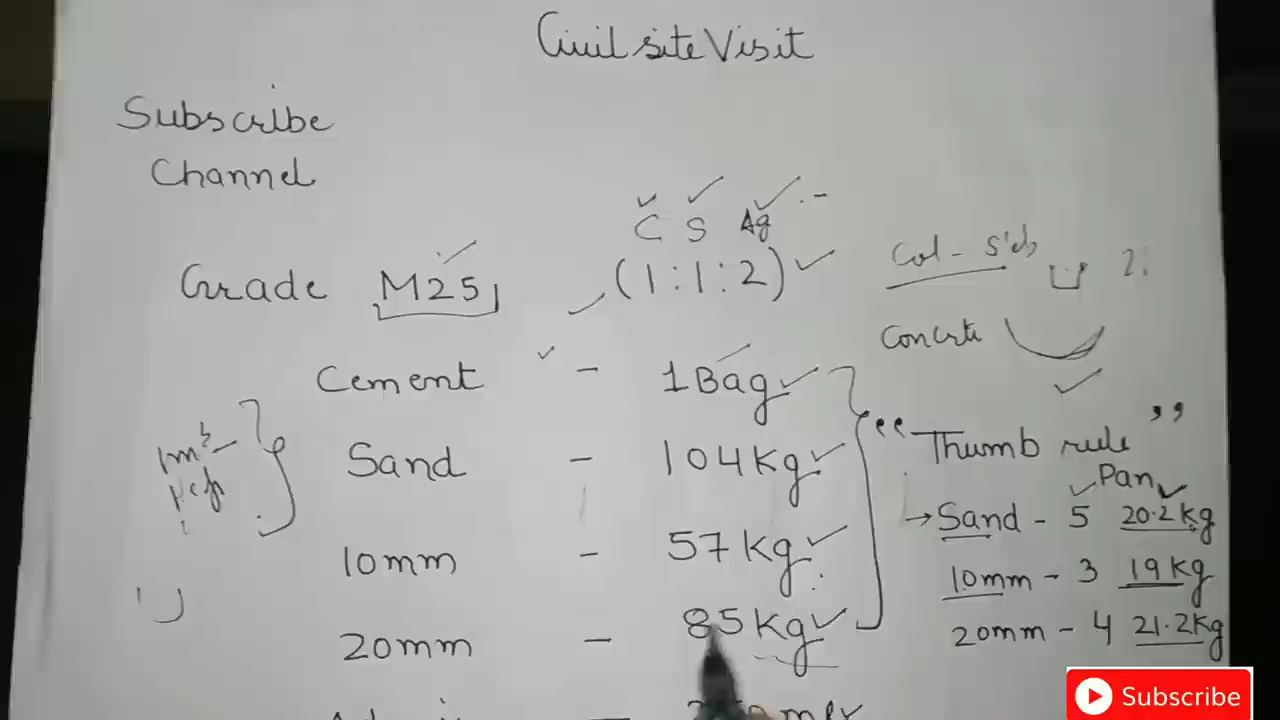 Civil site Visit
Subscribe
Channel
C S Ag
Grade M25 (1:1:2)
Col -
Concrete
Cement - 1 Bag
Sand - 104 kg
10mm - 57 kg
20mm - 85 kg
1m³
"Thumb rule"
Pan
→ Sand - 5 20.2 kg
10mm - 3 19 kg
20mm - 4 21.2 kg
Subscribe